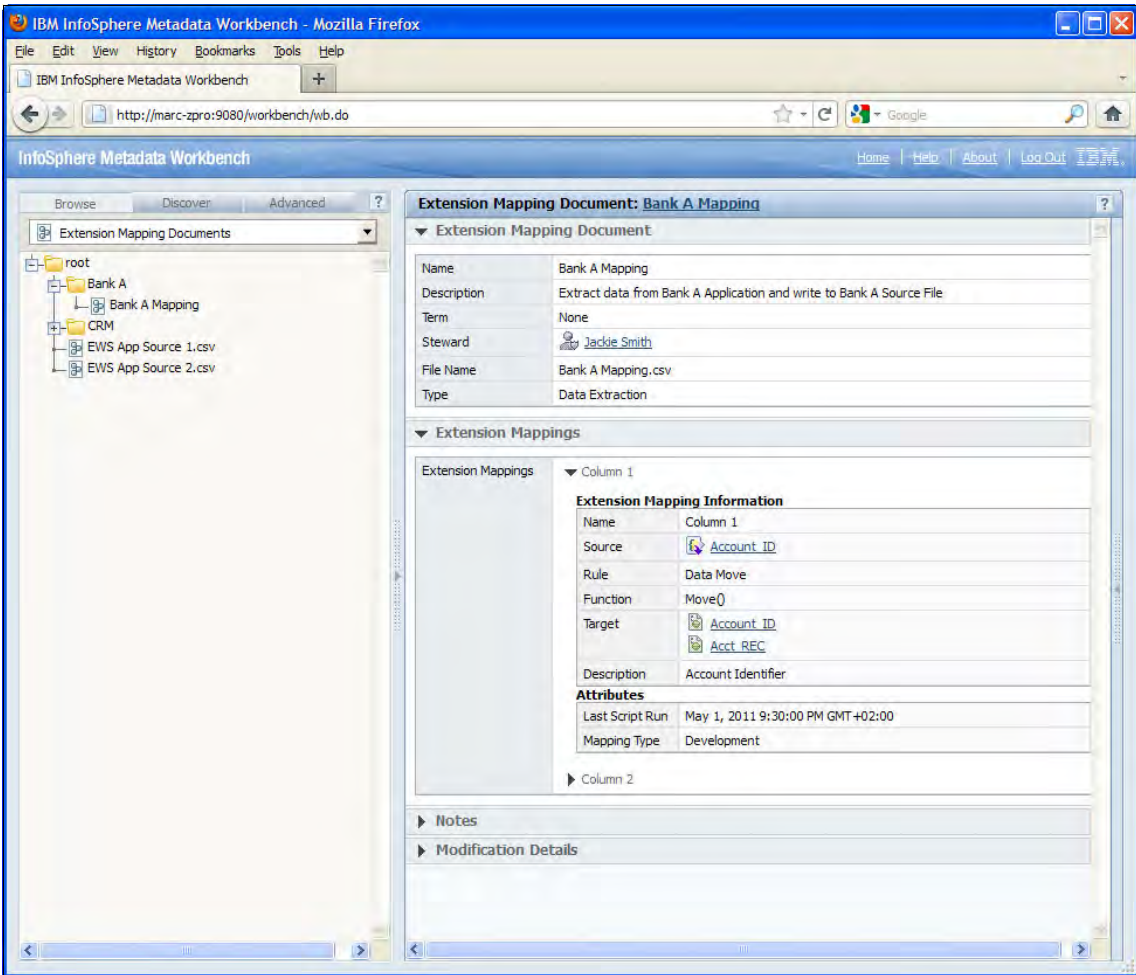 IBM InfoSphere Metadata Workbench - Mozilla Firefox
File Edit View History Bookmarks Tools Help
IBM InfoSphere Metadata Workbench +
http://marc-zpro:9080/workbench/wb.do Google
InfoSphere Metadata Workbench Home | Help | About | Log Out IBM
Browse Discover Advanced ?
Extension Mapping Documents
root
Bank A
Bank A Mapping
CRM
EWS App Source 1.csv
EWS App Source 2.csv
Extension Mapping Document: Bank A Mapping ?
Extension Mapping Document
Name Bank A Mapping
Description Extract data from Bank A Application and write to Bank A Source File
Term None
Steward Jackie Smith
File Name Bank A Mapping.csv
Type Data Extraction
Extension Mappings
Extension Mappings Column 1
Extension Mapping Information
Name Column 1
Source Account_ID
Rule Data Move
Function Move()
Target Account_ID
Acct_REC
Description Account Identifier
Attributes
Last Script Run May 1, 2011 9:30:00 PM GMT+02:00
Mapping Type Development
Column 2
Notes
Modification Details